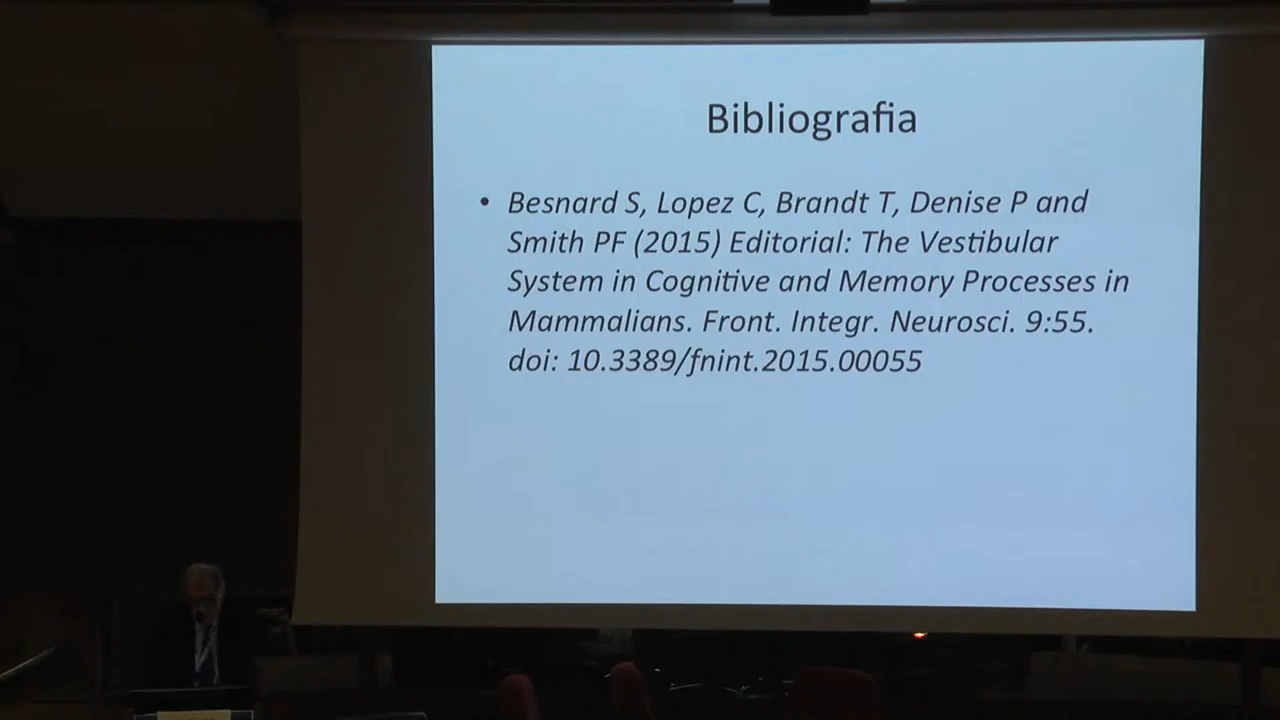 Bibliografia
• Besnard S, Lopez C, Brandt T, Denise P and
Smith PF (2015) Editorial: The Vestibular
System in Cognitive and Memory Processes in
Mammalians. Front. Integr. Neurosci. 9:55.
doi: 10.3389/fnint.2015.00055